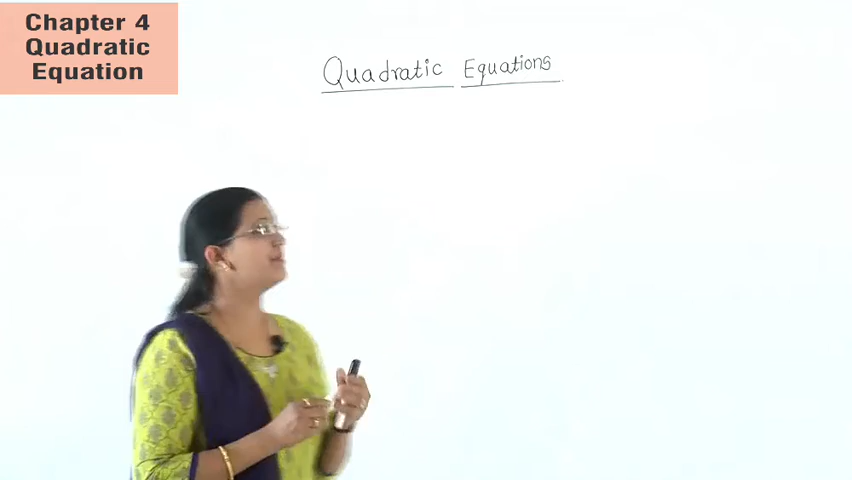 Chapter 4
Quadratic
Equation
Quadratic Equations